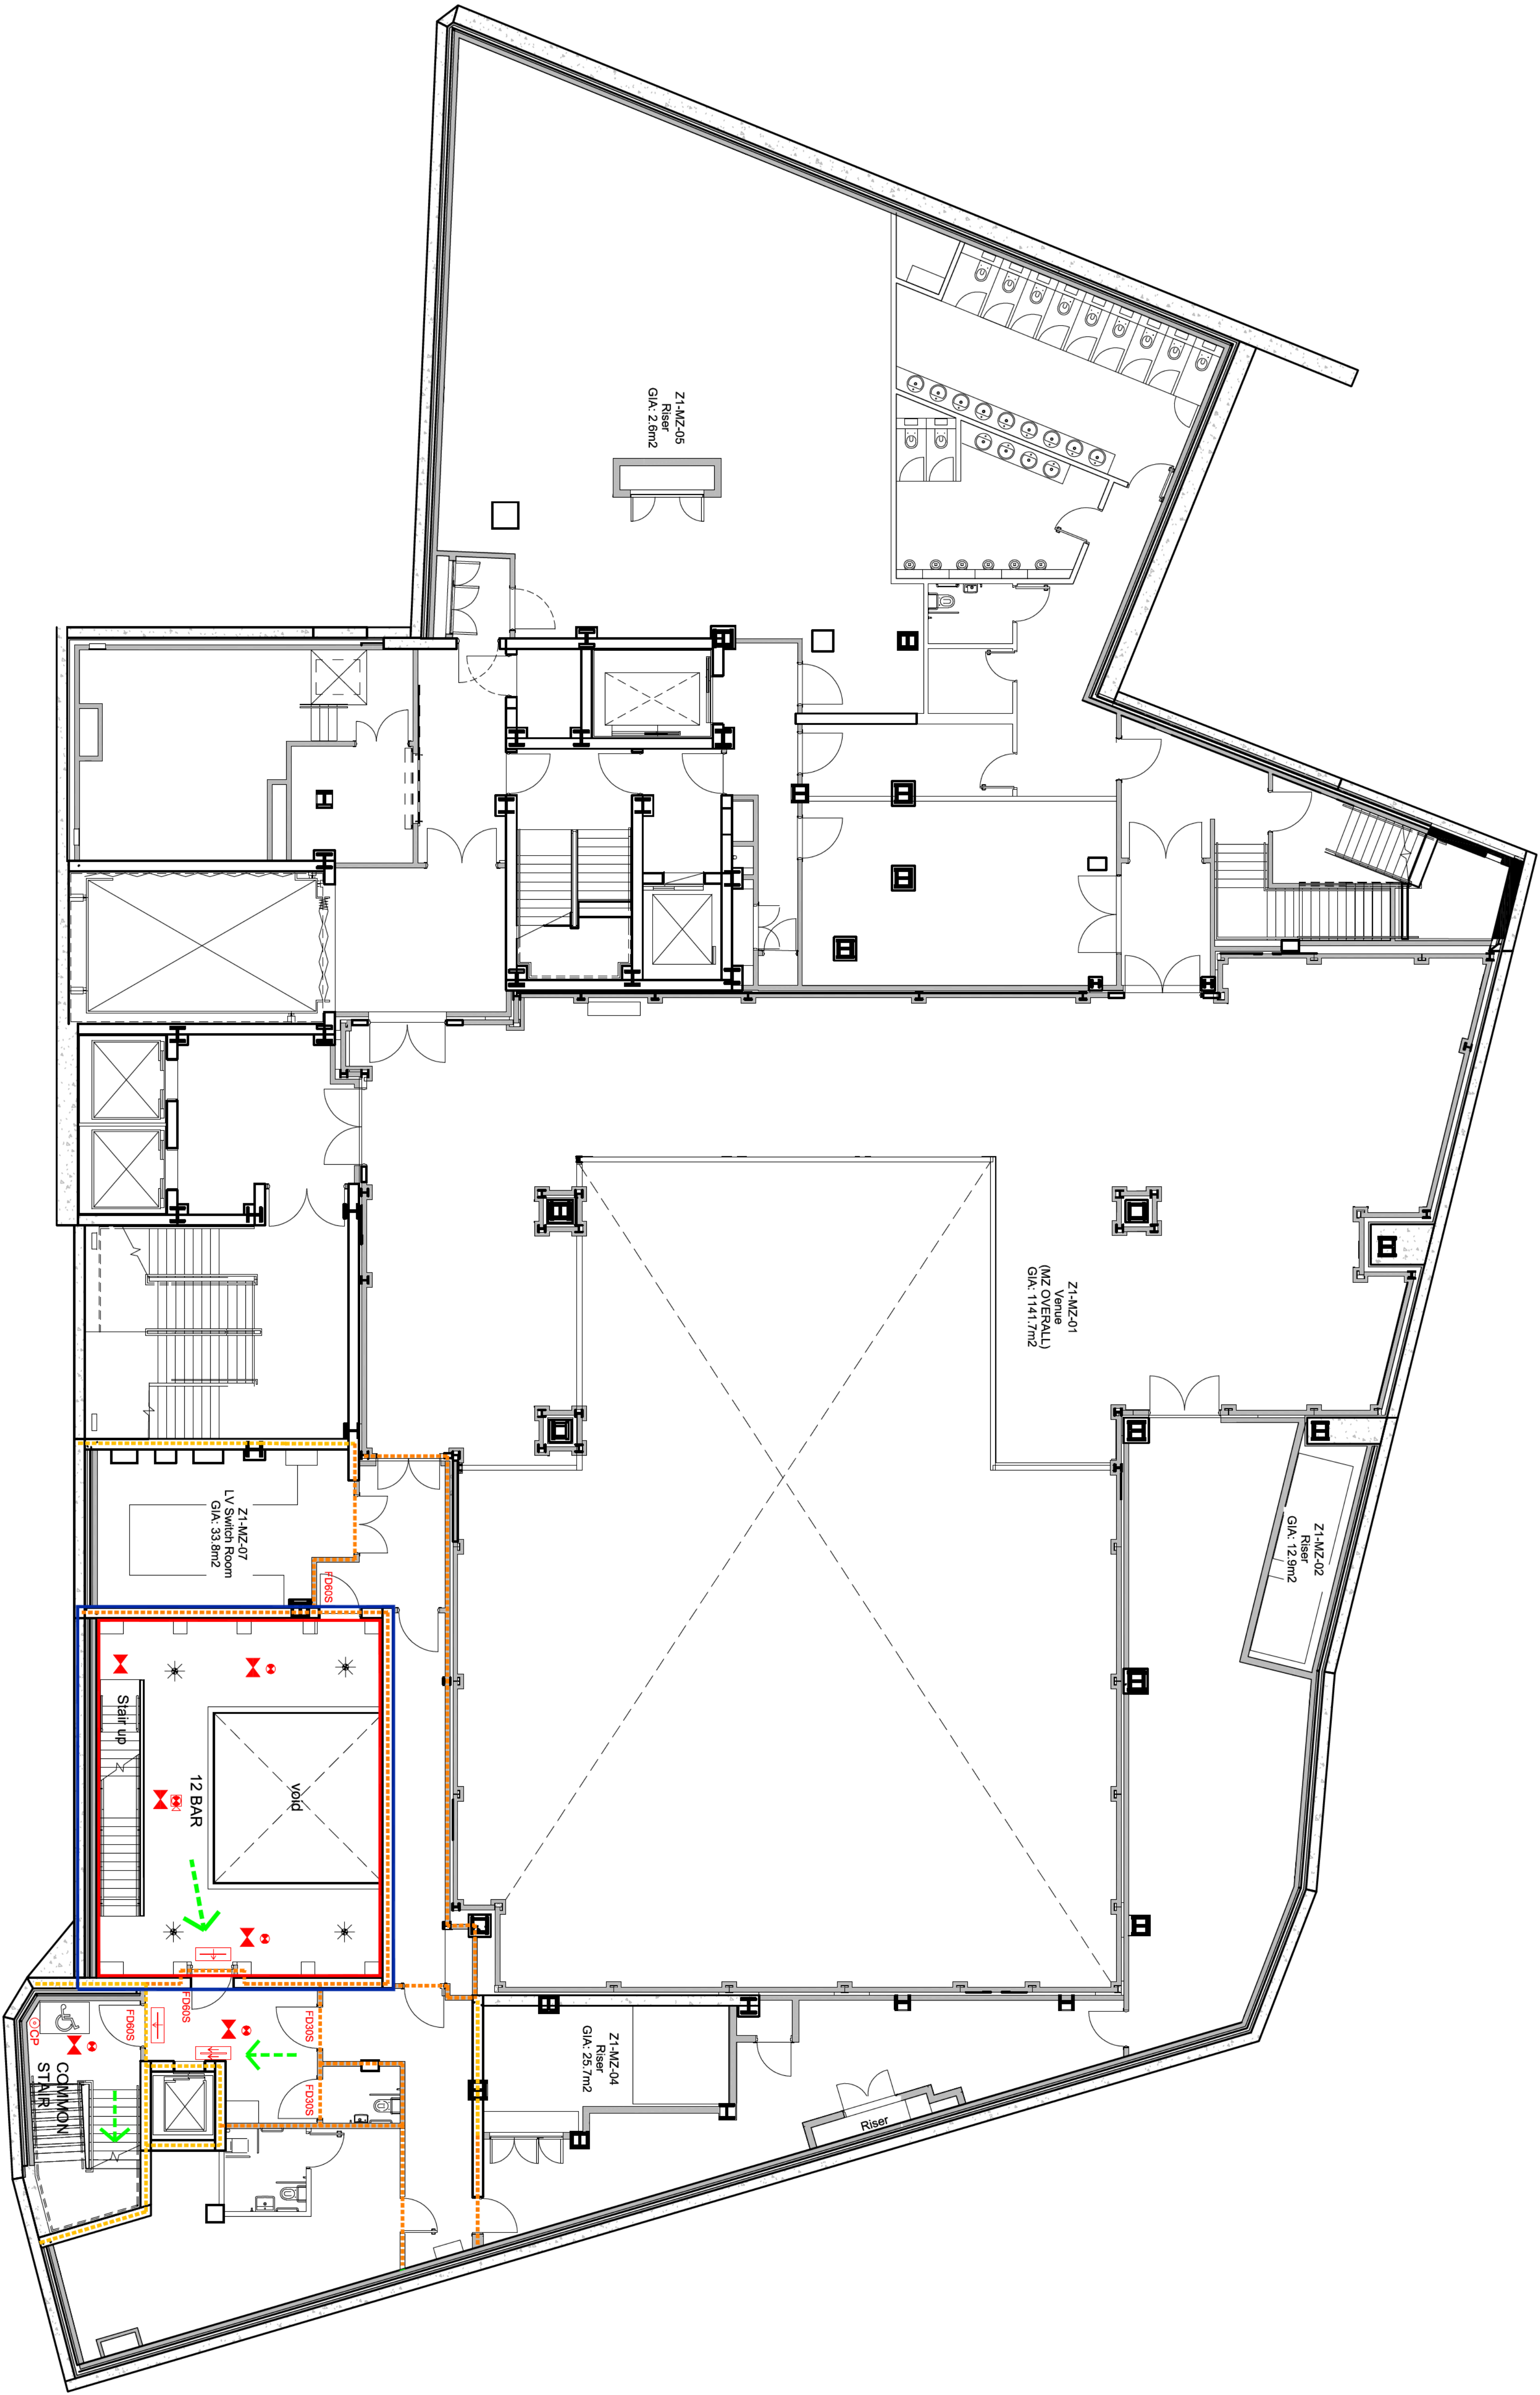 Z1-MZ-05
Riser
GIA: 2.6m2
Z1-MZ-01
Venue
(MZ OVERALL)
GIA: 1141.7m2
Z1-MZ-02
Riser
GIA: 12.9m2
Z1-MZ-07
LV Switch Room
GIA: 33.8m2
FD60S
Stair up
void
12 BAR
FD60S
FD60S
FD30S
FD30S
CP
COMMON
STAIR
Z1-MZ-04
Riser
GIA: 25.7m2
Riser